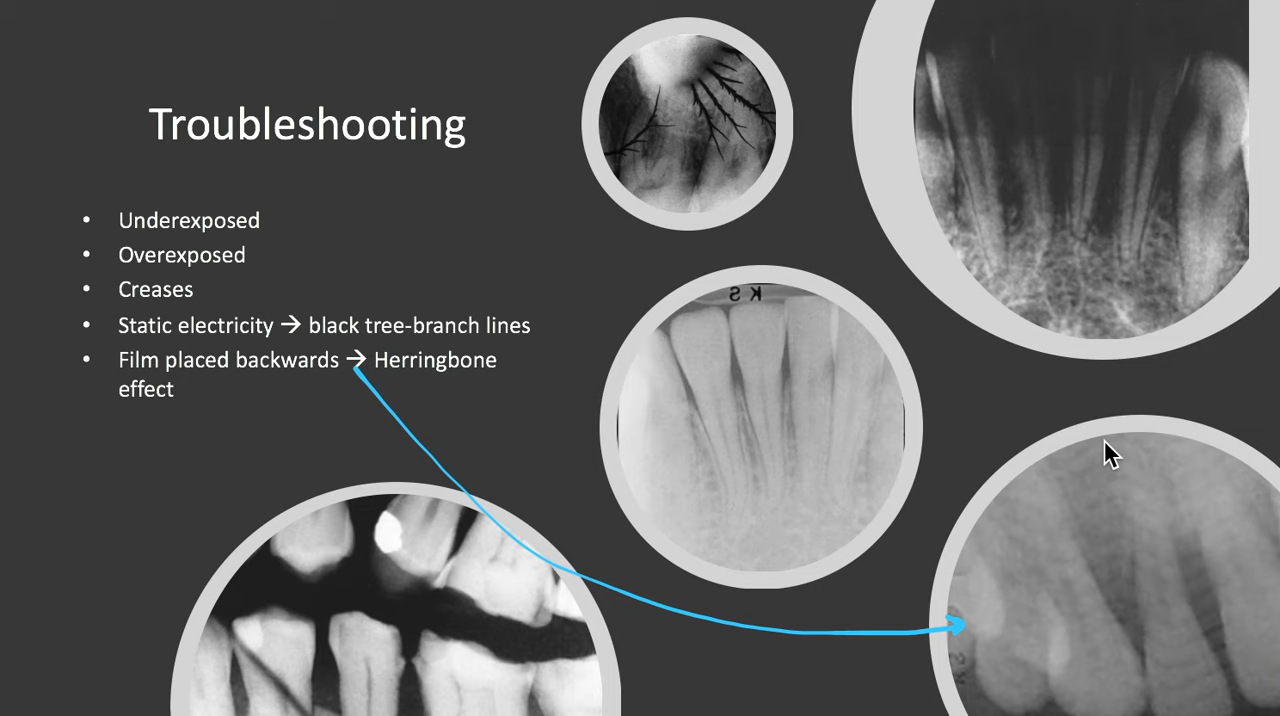 Troubleshooting
• Underexposed
• Overexposed
• Creases
• Static electricity → black tree-branch lines
• Film placed backwards → Herringbone
effect
K S